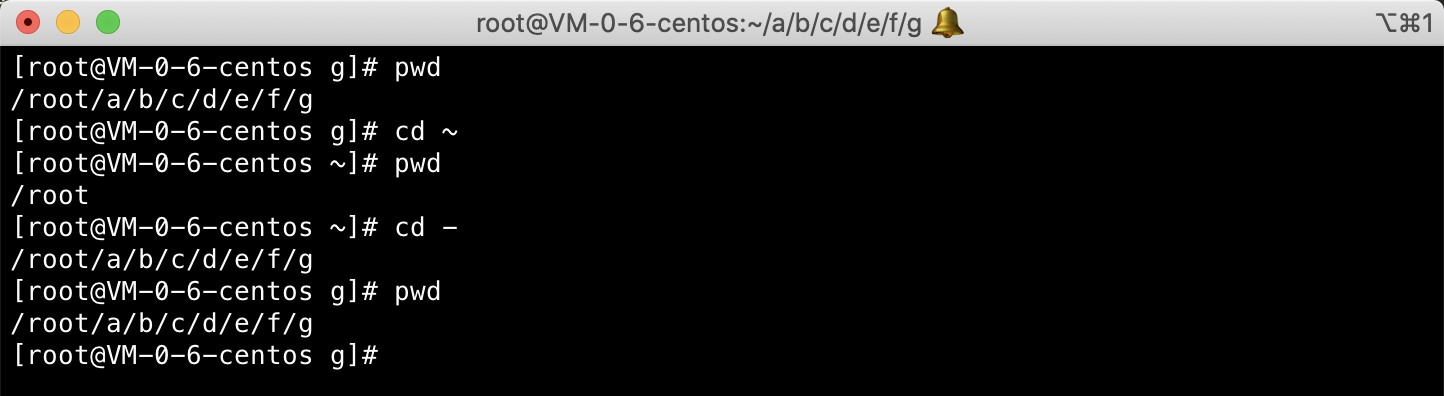 root@VM-0-6-centos:~/a/b/c/d/e/f/g 🔔 ⌥⌘1
[root@VM-0-6-centos g]# pwd
/root/a/b/c/d/e/f/g
[root@VM-0-6-centos g]# cd ~
[root@VM-0-6-centos ~]# pwd
/root
[root@VM-0-6-centos ~]# cd -
/root/a/b/c/d/e/f/g
[root@VM-0-6-centos g]# pwd
/root/a/b/c/d/e/f/g
[root@VM-0-6-centos g]#